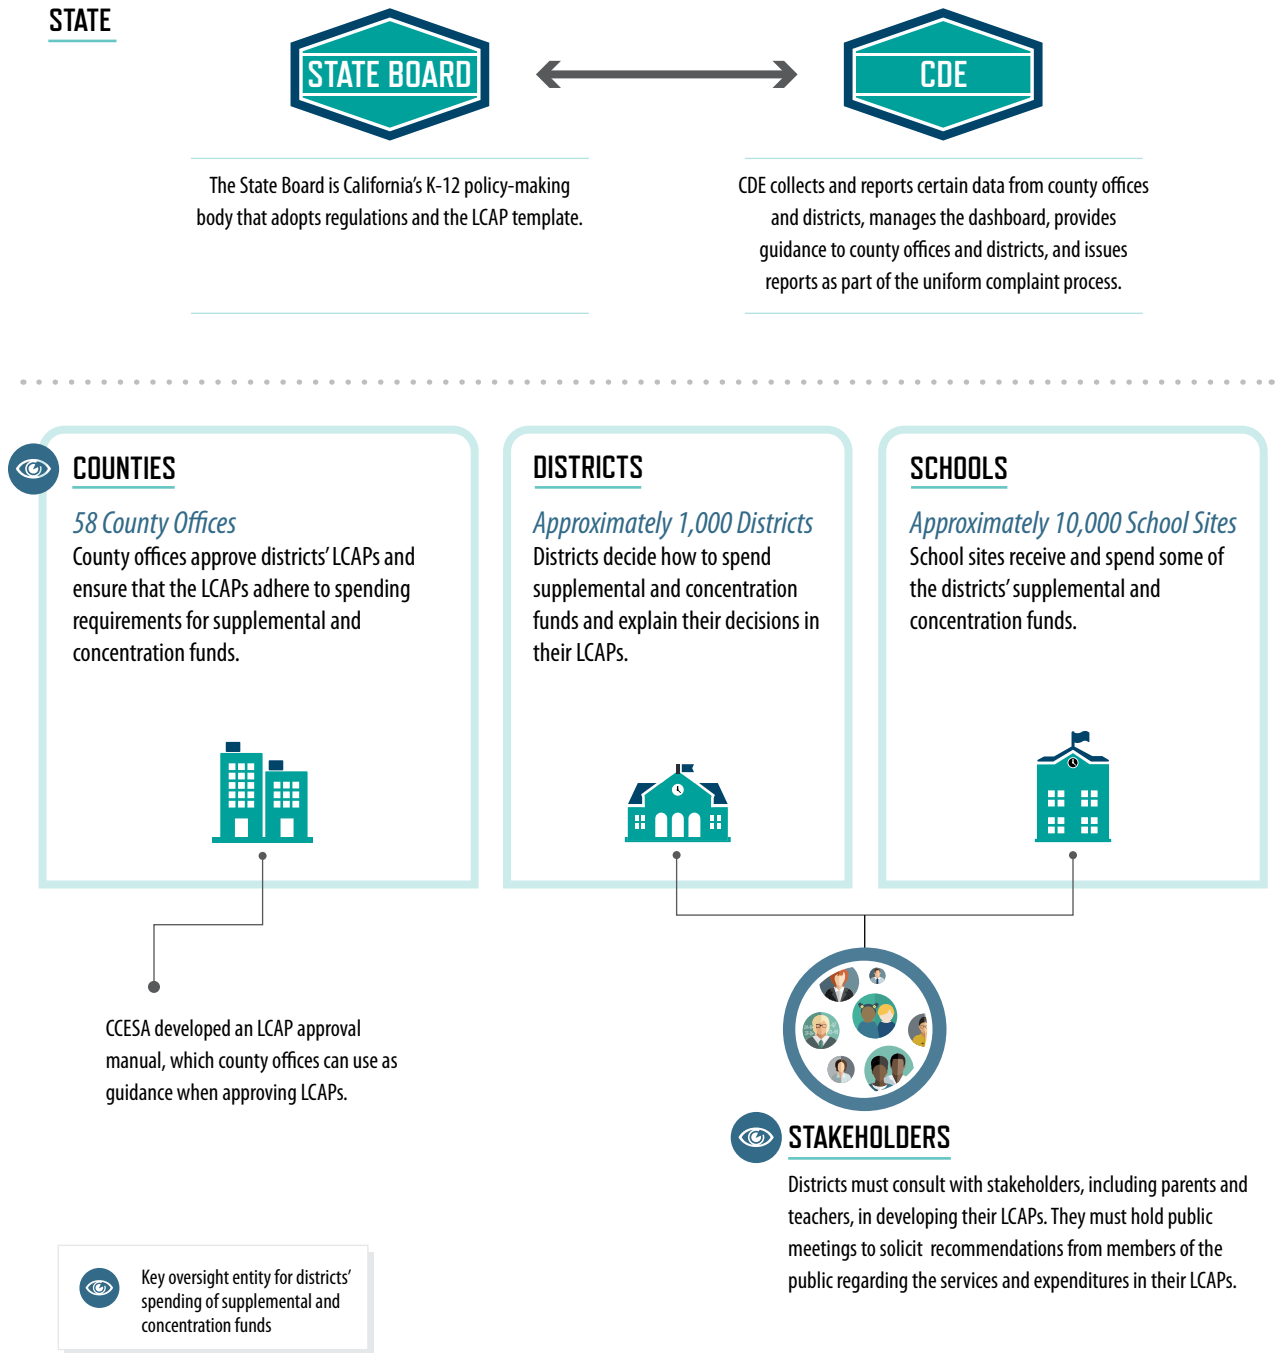 STATE
STATE BOARD
CDE
The State Board is California’s K-12 policy-making
body that adopts regulations and the LCAP template.
CDE collects and reports certain data from county offices
and districts, manages the dashboard, provides
guidance to county offices and districts, and issues
reports as part of the uniform complaint process.
COUNTIES
58 County Offices
County offices approve districts’ LCAPs and
ensure that the LCAPs adhere to spending
requirements for supplemental and
concentration funds.
DISTRICTS
Approximately 1,000 Districts
Districts decide how to spend
supplemental and concentration
funds and explain their decisions in
their LCAPs.
SCHOOLS
Approximately 10,000 School Sites
School sites receive and spend some of
the districts’ supplemental and
concentration funds.
CCESA developed an LCAP approval
manual, which county offices can use as
guidance when approving LCAPs.
STAKEHOLDERS
Districts must consult with stakeholders, including parents and
teachers, in developing their LCAPs. They must hold public
meetings to solicit recommendations from members of the
public regarding the services and expenditures in their LCAPs.
Key oversight entity for districts’
spending of supplemental and
concentration funds